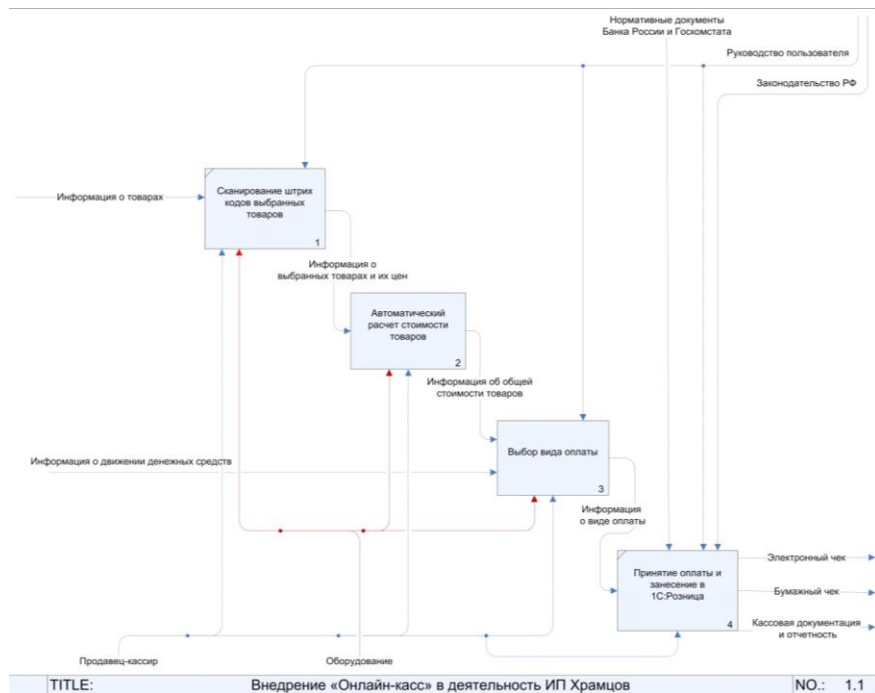 Нормативные документы
Банка России и Госкомстата
Руководство пользователя
Законодательство РФ
Информация о товарах
Сканирование штрих
кодов выбранных
товаров
1
Информация о
выбранных товарах и их цен
Автоматический
расчет стоимости
товаров
2
Информация об общей
стоимости товаров
Информация о движении денежных средств
Выбор вида оплаты
3
Информация
о виде оплаты
Принятие оплаты и
занесение в
1С:Розница
4
Электронный чек
Бумажный чек
Кассовая документация
и отчетность
Продавец-кассир
Оборудование
TITLE:
Внедрение «Онлайн-касс» в деятельность ИП Храмцов
NO.: 1.1